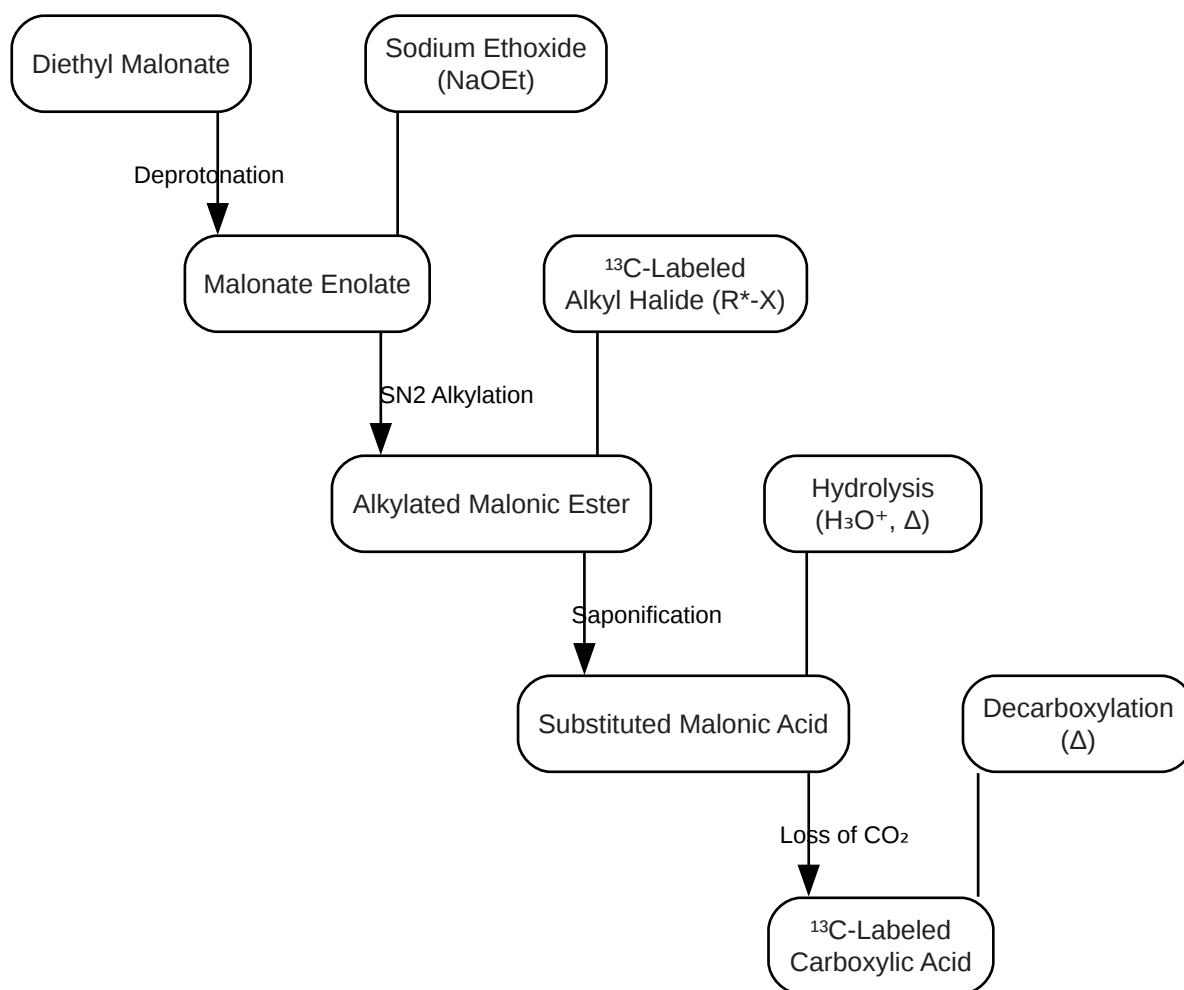 Diethyl Malonate
Sodium Ethoxide
(NaOEt)
Deprotonation
Malonate Enolate
¹³C-Labeled
Alkyl Halide (R*-X)
SN2 Alkylation
Alkylated Malonic Ester
Hydrolysis
(H₃O⁺, Δ)
Saponification
Substituted Malonic Acid
Decarboxylation
(Δ)
Loss of CO₂
¹³C-Labeled
Carboxylic Acid